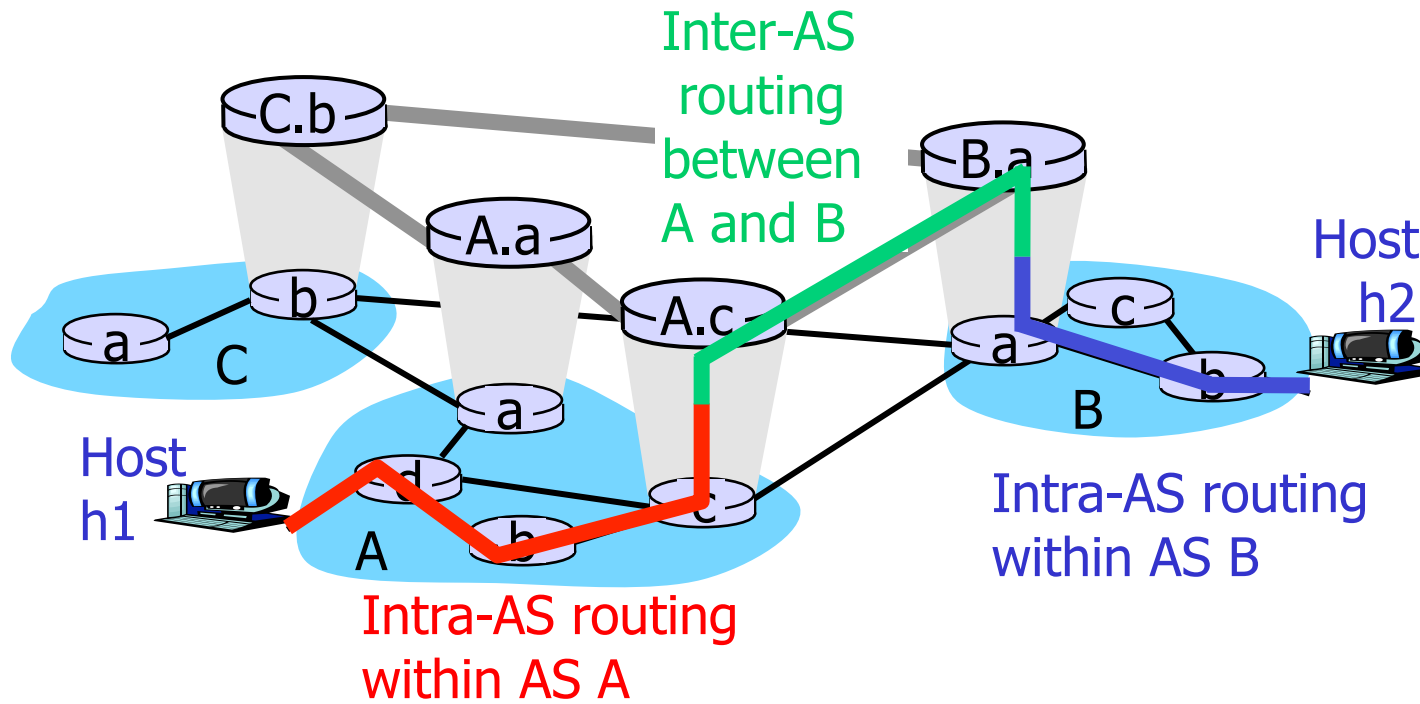 Inter-AS
routing
between
A and B
C.b
B.a
A.a
Host
h2
A.c
b
c
a
a
C
b
B
a
Host
h1
d
c
b
A
Intra-AS routing
within AS B
Intra-AS routing
within AS A